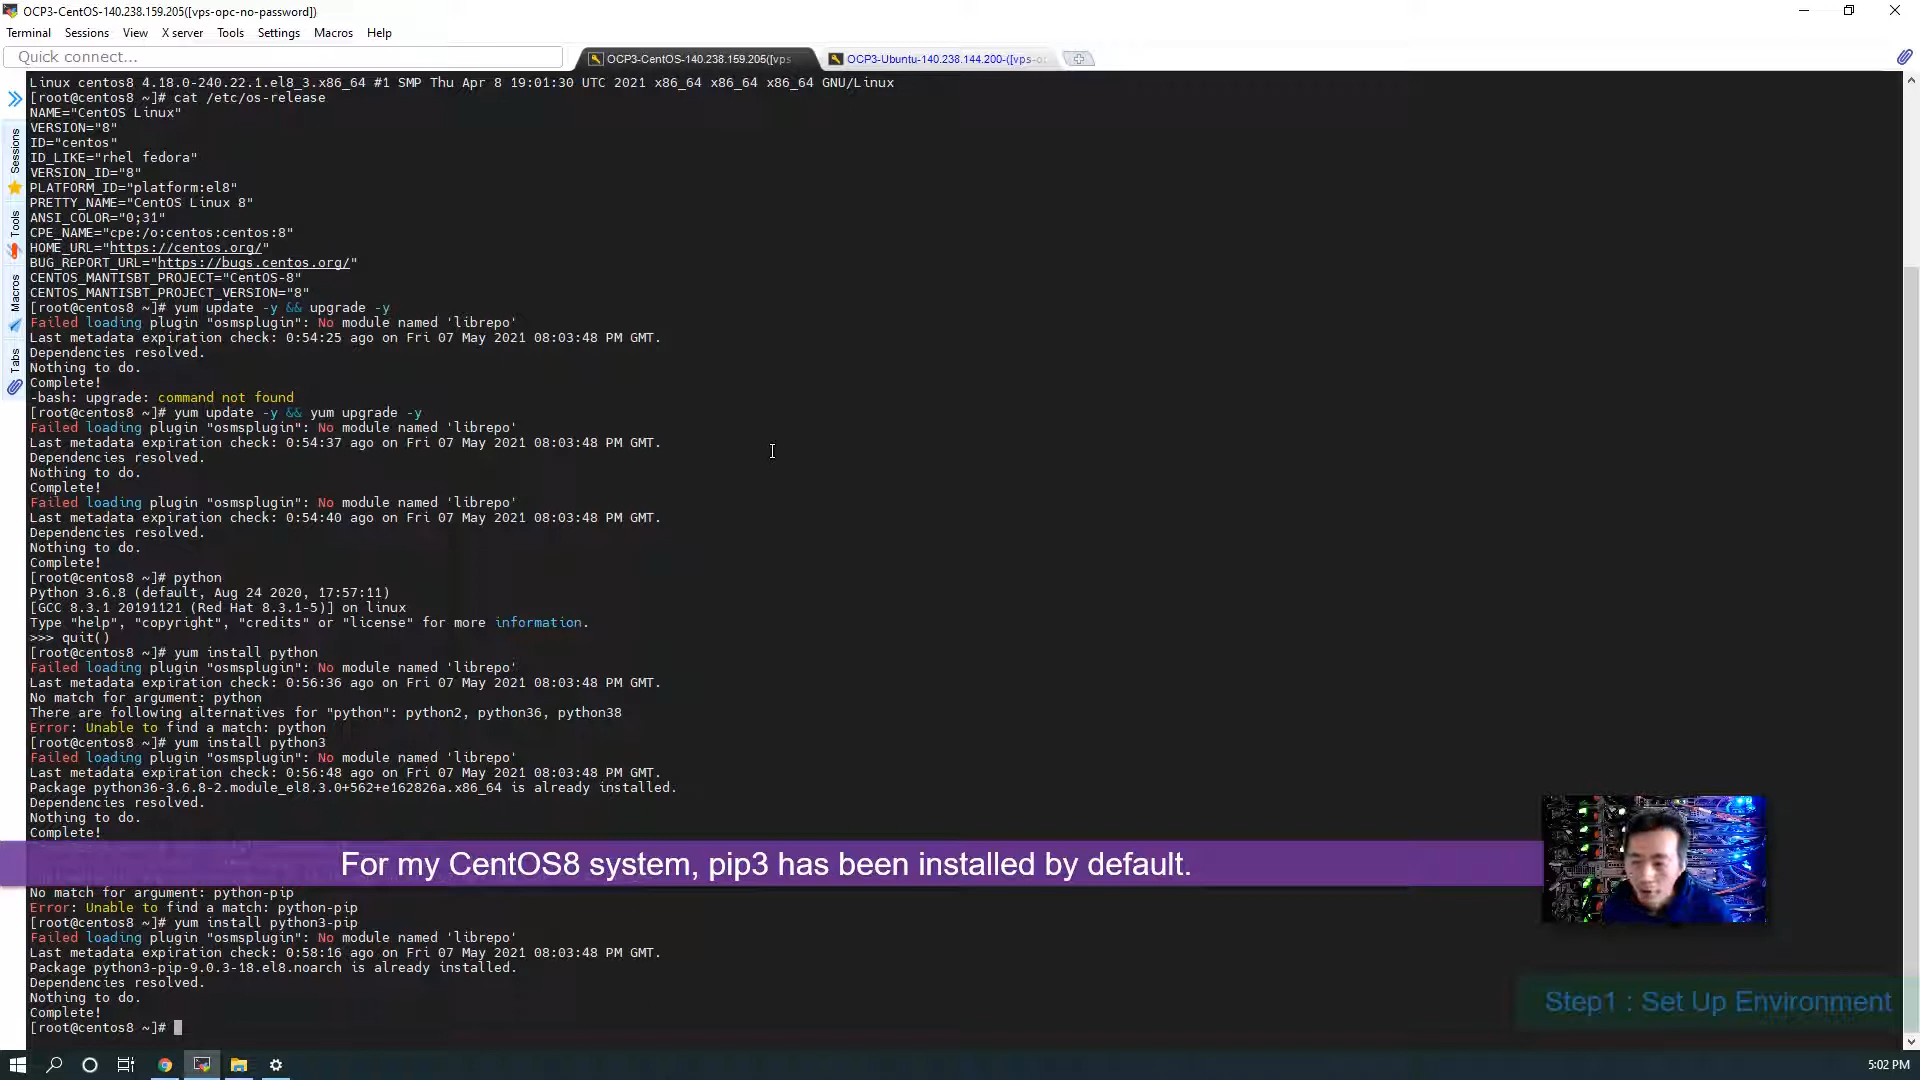 OCP3-CentOS-140.238.159.205([vps-opc-no-password])
Terminal Sessions View X server Tools Settings Macros Help
Quick connect...
OCP3-CentOS-140.238.159.205([vps
OCP3-Ubuntu-140.238.144.200-([vps-o
Sessions
Tools
Macros
Tabs
Linux centos8 4.18.0-240.22.1.el8_3.x86_64 #1 SMP Thu Apr 8 19:01:30 UTC 2021 x86_64 x86_64 x86_64 GNU/Linux
[root@centos8 ~]# cat /etc/os-release
NAME="CentOS Linux"
VERSION="8"
ID="centos"
ID_LIKE="rhel fedora"
VERSION_ID="8"
PLATFORM_ID="platform:el8"
PRETTY_NAME="CentOS Linux 8"
ANSI_COLOR="0;31"
CPE_NAME="cpe:/o:centos:centos:8"
HOME_URL="https://centos.org/"
BUG_REPORT_URL="https://bugs.centos.org/"
CENTOS_MANTISBT_PROJECT="CentOS-8"
CENTOS_MANTISBT_PROJECT_VERSION="8"
[root@centos8 ~]# yum update -y && upgrade -y
Failed loading plugin "osmsplugin": No module named 'librepo'
Last metadata expiration check: 0:54:25 ago on Fri 07 May 2021 08:03:48 PM GMT.
Dependencies resolved.
Nothing to do.
Complete!
-bash: upgrade: command not found
[root@centos8 ~]# yum update -y && yum upgrade -y
Failed loading plugin "osmsplugin": No module named 'librepo'
Last metadata expiration check: 0:54:37 ago on Fri 07 May 2021 08:03:48 PM GMT.
Dependencies resolved.
Nothing to do.
Complete!
Failed loading plugin "osmsplugin": No module named 'librepo'
Last metadata expiration check: 0:54:40 ago on Fri 07 May 2021 08:03:48 PM GMT.
Dependencies resolved.
Nothing to do.
Complete!
[root@centos8 ~]# python
Python 3.6.8 (default, Aug 24 2020, 17:57:11)
[GCC 8.3.1 20191121 (Red Hat 8.3.1-5)] on linux
Type "help", "copyright", "credits" or "license" for more information.
>>> quit()
[root@centos8 ~]# yum install python
Failed loading plugin "osmsplugin": No module named 'librepo'
Last metadata expiration check: 0:56:36 ago on Fri 07 May 2021 08:03:48 PM GMT.
No match for argument: python
There are following alternatives for "python": python2, python36, python38
Error: Unable to find a match: python
[root@centos8 ~]# yum install python3
Failed loading plugin "osmsplugin": No module named 'librepo'
Last metadata expiration check: 0:56:48 ago on Fri 07 May 2021 08:03:48 PM GMT.
Package python36-3.6.8-2.module_el8.3.0+562+e162826a.x86_64 is already installed.
Dependencies resolved.
Nothing to do.
Complete!
For my CentOS8 system, pip3 has been installed by default.
No match for argument: python-pip
Error: Unable to find a match: python-pip
[root@centos8 ~]# yum install python3-pip
Failed loading plugin "osmsplugin": No module named 'librepo'
Last metadata expiration check: 0:58:16 ago on Fri 07 May 2021 08:03:48 PM GMT.
Package python3-pip-9.0.3-18.el8.noarch is already installed.
Dependencies resolved.
Nothing to do.
Complete!
[root@centos8 ~]#
Step1 : Set Up Environment
5:02 PM